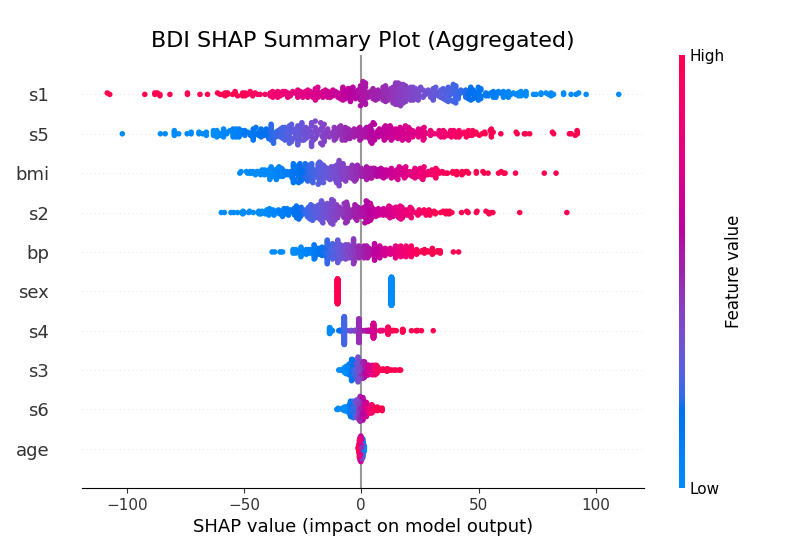 BDI SHAP Summary Plot (Aggregated)
s1
s5
bmi
s2
bp
sex
s4
s3
s6
age
−100
−50
0
50
100
SHAP value (impact on model output)
High
Feature value
Low